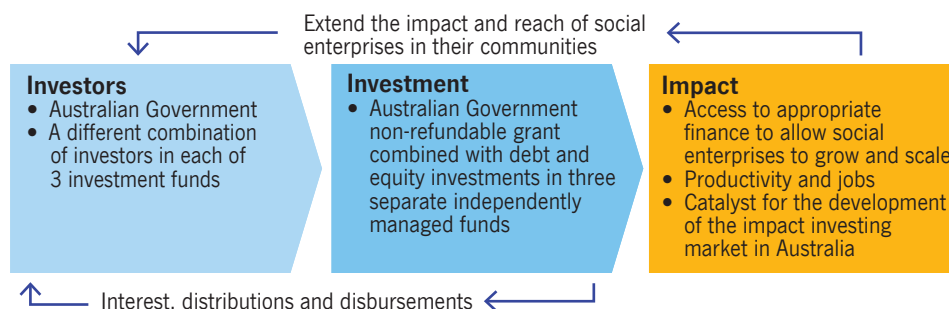 Extend the impact and reach of social
enterprises in their communities
Investors
• Australian Government
• A different combination
of investors in each of
3 investment funds
Investment
• Australian Government
non-refundable grant
combined with debt and
equity investments in three
separate independently
managed funds
Impact
• Access to appropriate
finance to allow social
enterprises to grow and scale
• Productivity and jobs
• Catalyst for the development
of the impact investing
market in Australia
Interest, distributions and disbursements